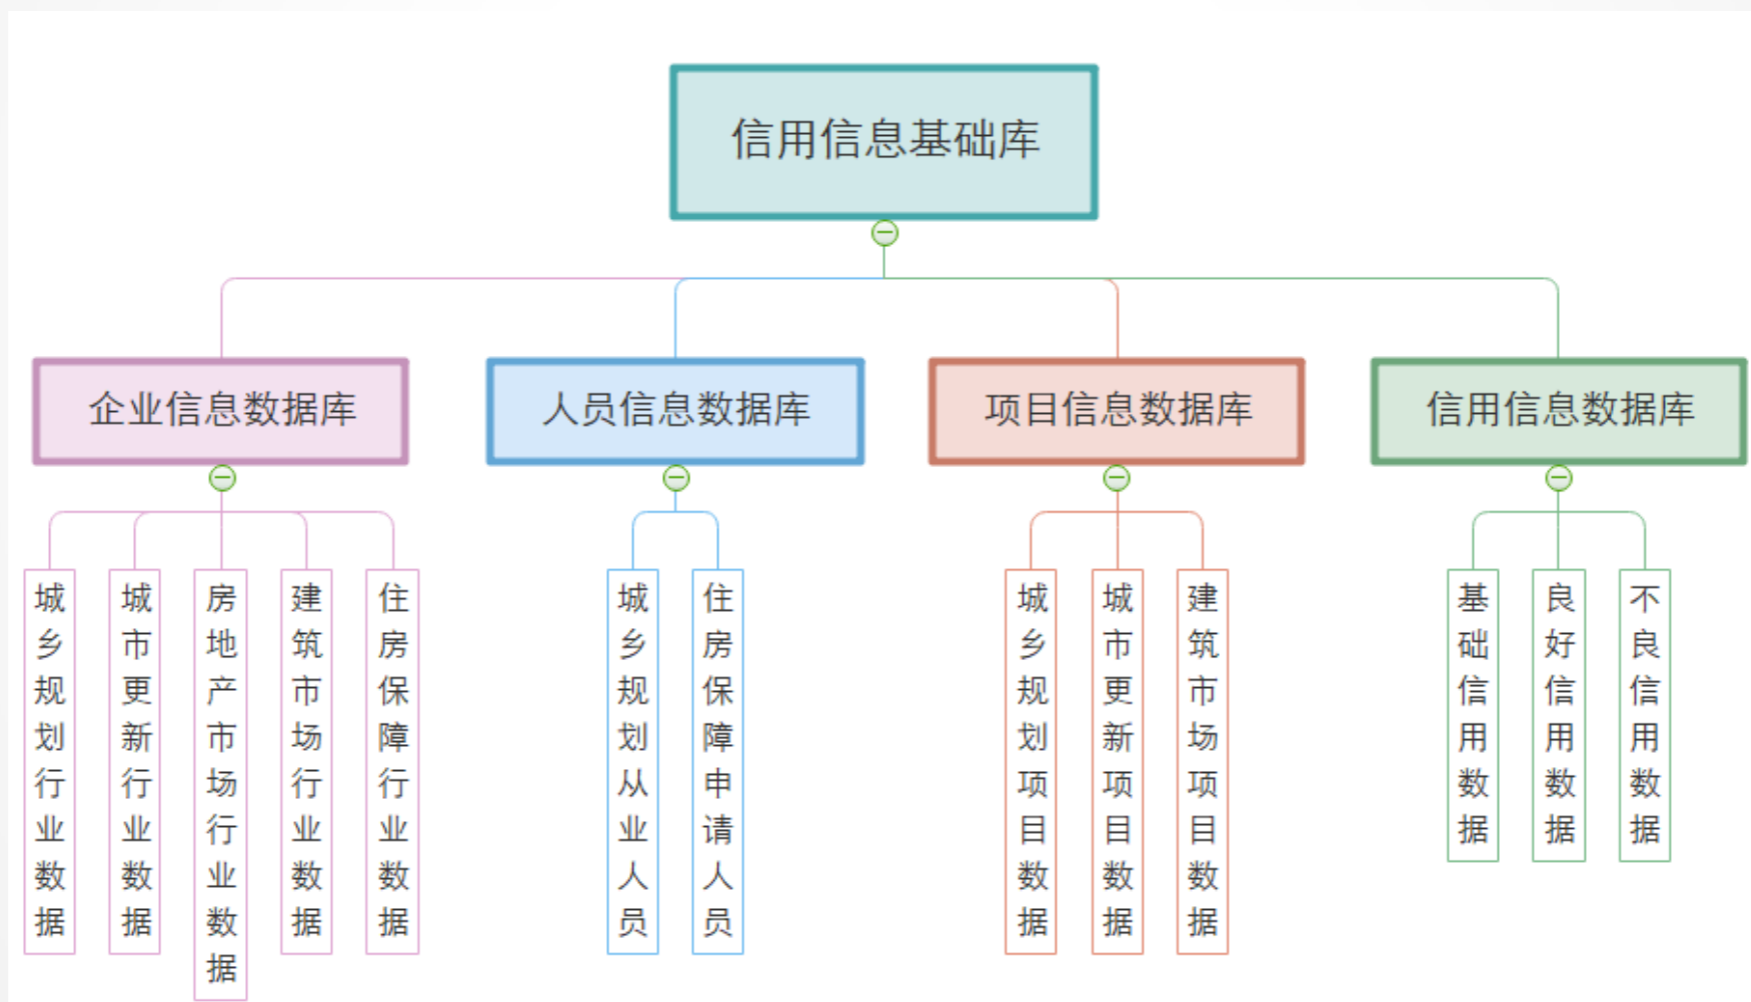 信用信息基础库
企业信息数据库
人员信息数据库
项目信息数据库
信用信息数据库
城乡规划行业数据
城市更新行业数据
房地产市场行业数据
建筑市场行业数据
住房保障行业数据
城乡规划从业人员
住房保障申请人员
城乡规划项目数据
城市更新项目数据
建筑市场项目数据
基础信用数据
良好信用数据
不良信用数据